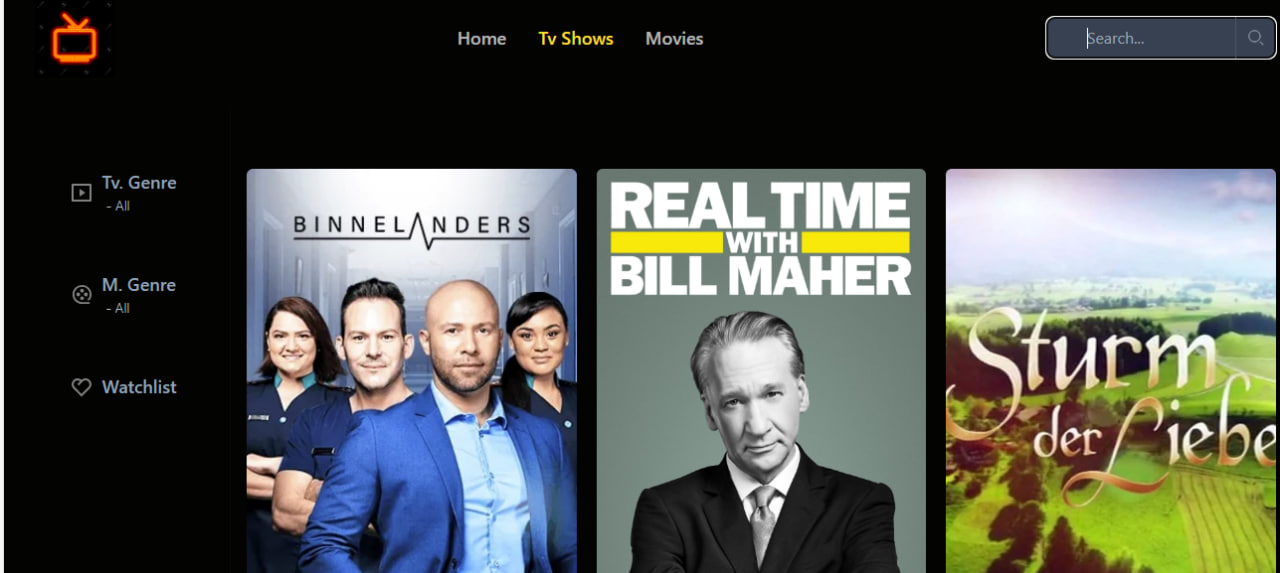 Home Tv Shows Movies Search...
Tv. Genre
- All
M. Genre
- All
Watchlist
BINNELANDERS
REAL TIME
WITH
BILL MAHER
Sturm
der Liebe